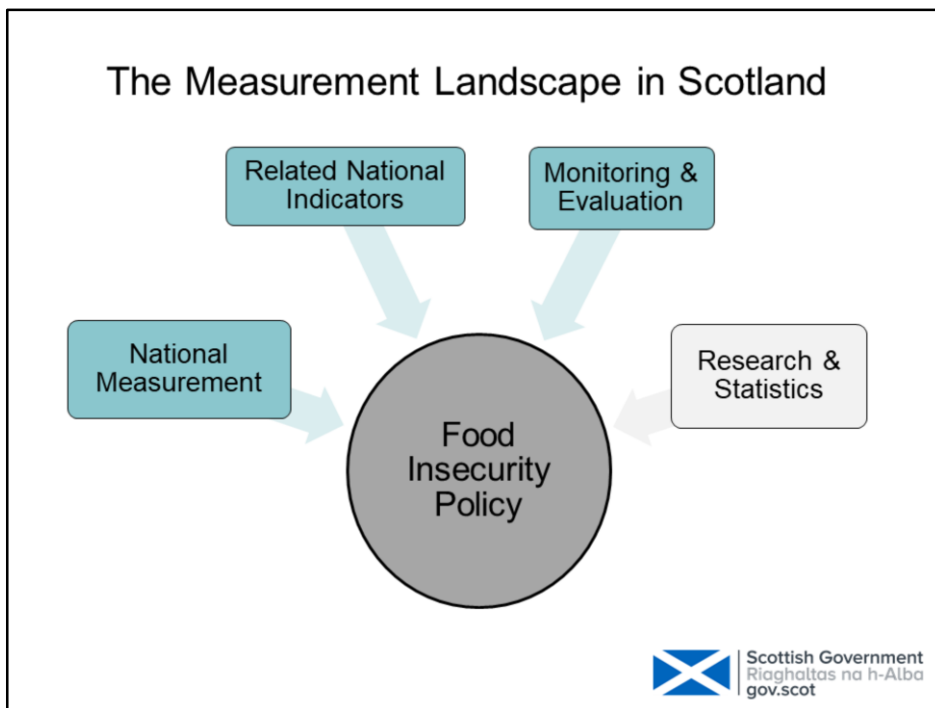 The Measurement Landscape in Scotland
Related National
Indicators
Monitoring &
Evaluation
National
Measurement
Research &
Statistics
Food
Insecurity
Policy
Scottish Government
Riaghaltas na h-Alba
gov.scot